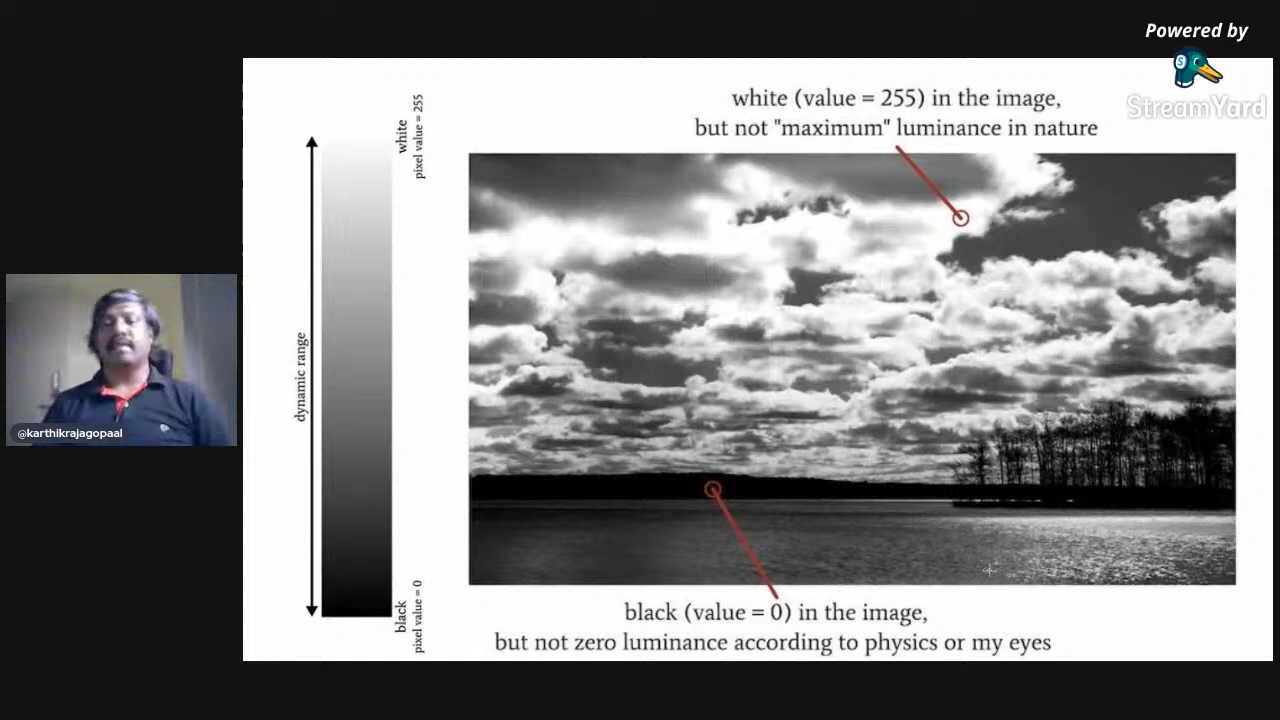 Powered by
StreamYard
white (value = 255) in the image,
but not "maximum" luminance in nature
white
pixel value = 255
dynamic range
black
pixel value = 0
black (value = 0) in the image,
but not zero luminance according to physics or my eyes
@karthikrajagopaal
S